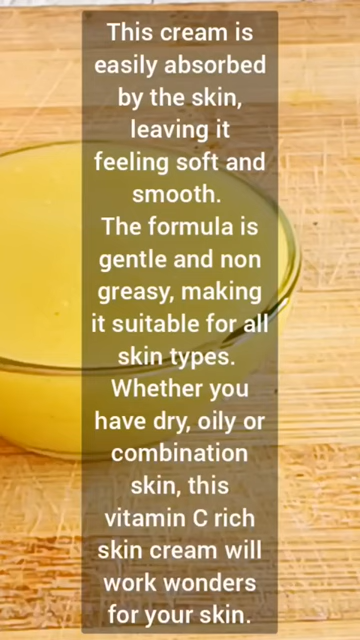 This cream is
easily absorbed
by the skin,
leaving it
feeling soft and
smooth.
The formula is
gentle and non
greasy, making
it suitable for all
skin types.
Whether you
have dry, oily or
combination
skin, this
vitamin C rich
skin cream will
work wonders
for your skin.